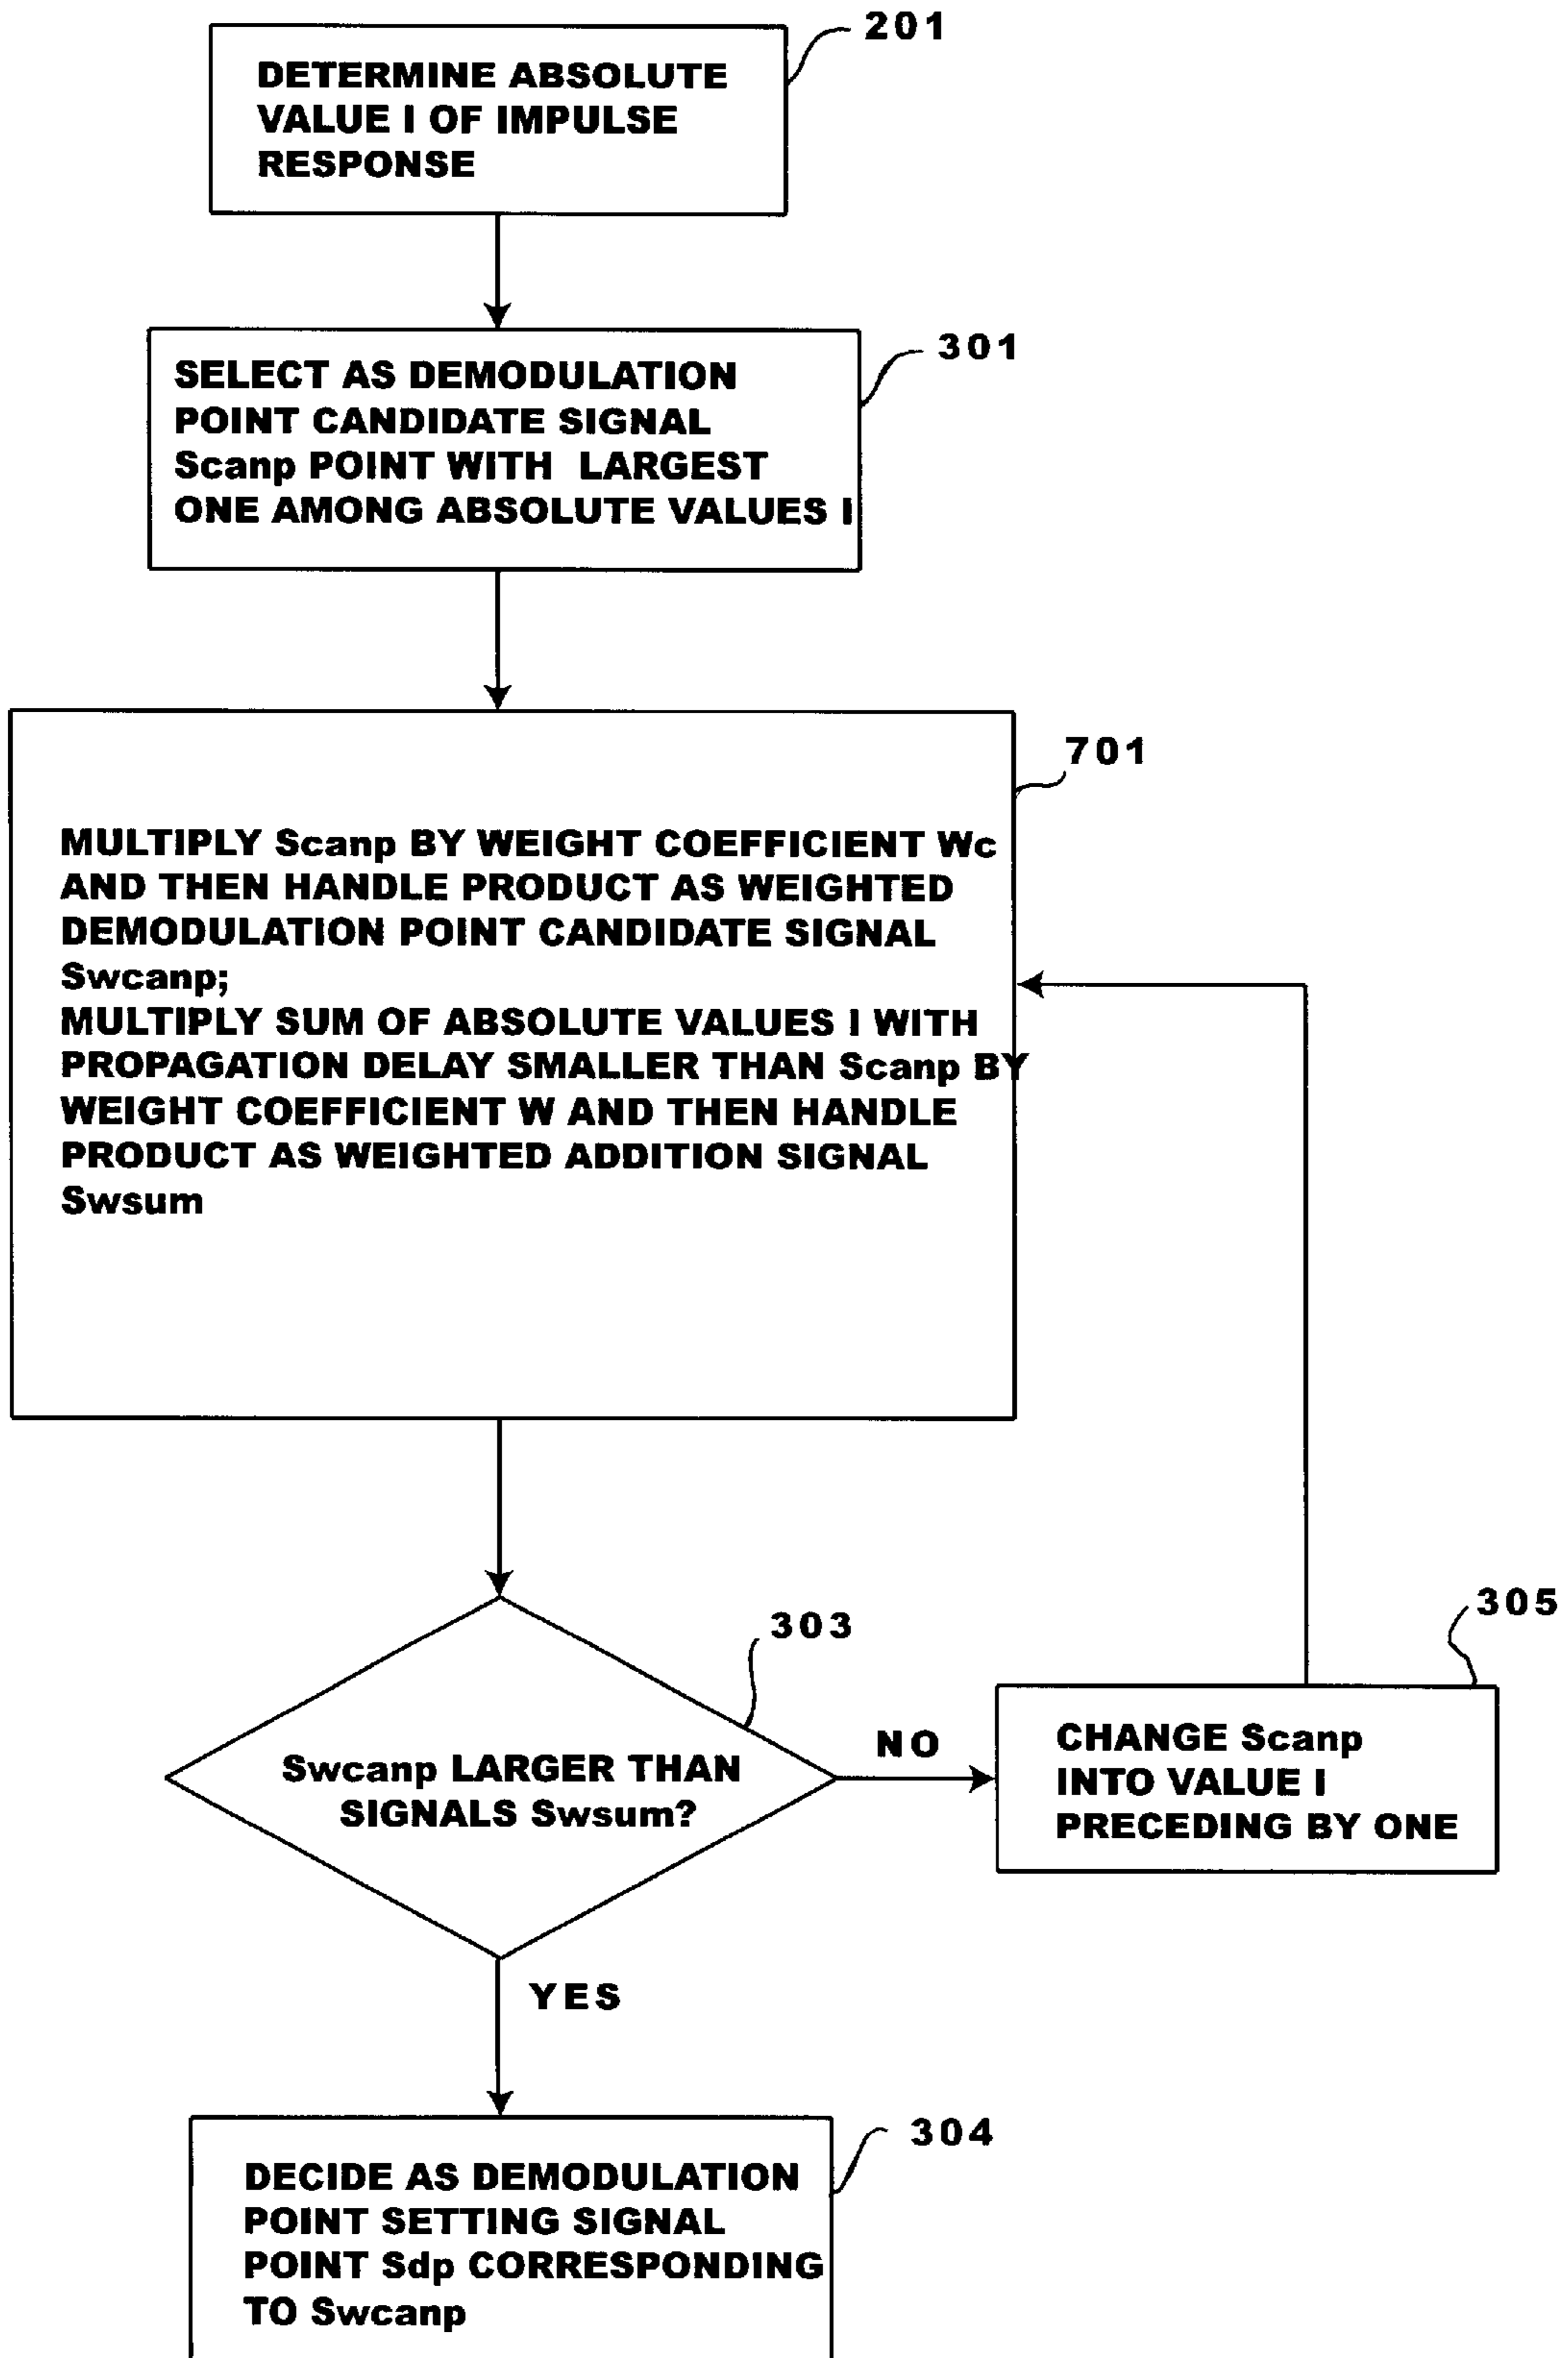 201
DETERMINE ABSOLUTE
VALUE I OF IMPULSE
RESPONSE
301
SELECT AS DEMODULATION
POINT CANDIDATE SIGNAL
Scanp POINT WITH LARGEST
ONE AMONG ABSOLUTE VALUES I
701
MULTIPLY Scanp BY WEIGHT COEFFICIENT Wc
AND THEN HANDLE PRODUCT AS WEIGHTED
DEMODULATION POINT CANDIDATE SIGNAL
Swcanp;
MULTIPLY SUM OF ABSOLUTE VALUES I WITH
PROPAGATION DELAY SMALLER THAN Scanp BY
WEIGHT COEFFICIENT W AND THEN HANDLE
PRODUCT AS WEIGHTED ADDITION SIGNAL
Swsum
303
Swcanp LARGER THAN
SIGNALS Swsum?
NO
305
CHANGE Scanp
INTO VALUE I
PRECEDING BY ONE
YES
304
DECIDE AS DEMODULATION
POINT SETTING SIGNAL
POINT Sdp CORRESPONDING
TO Swcanp